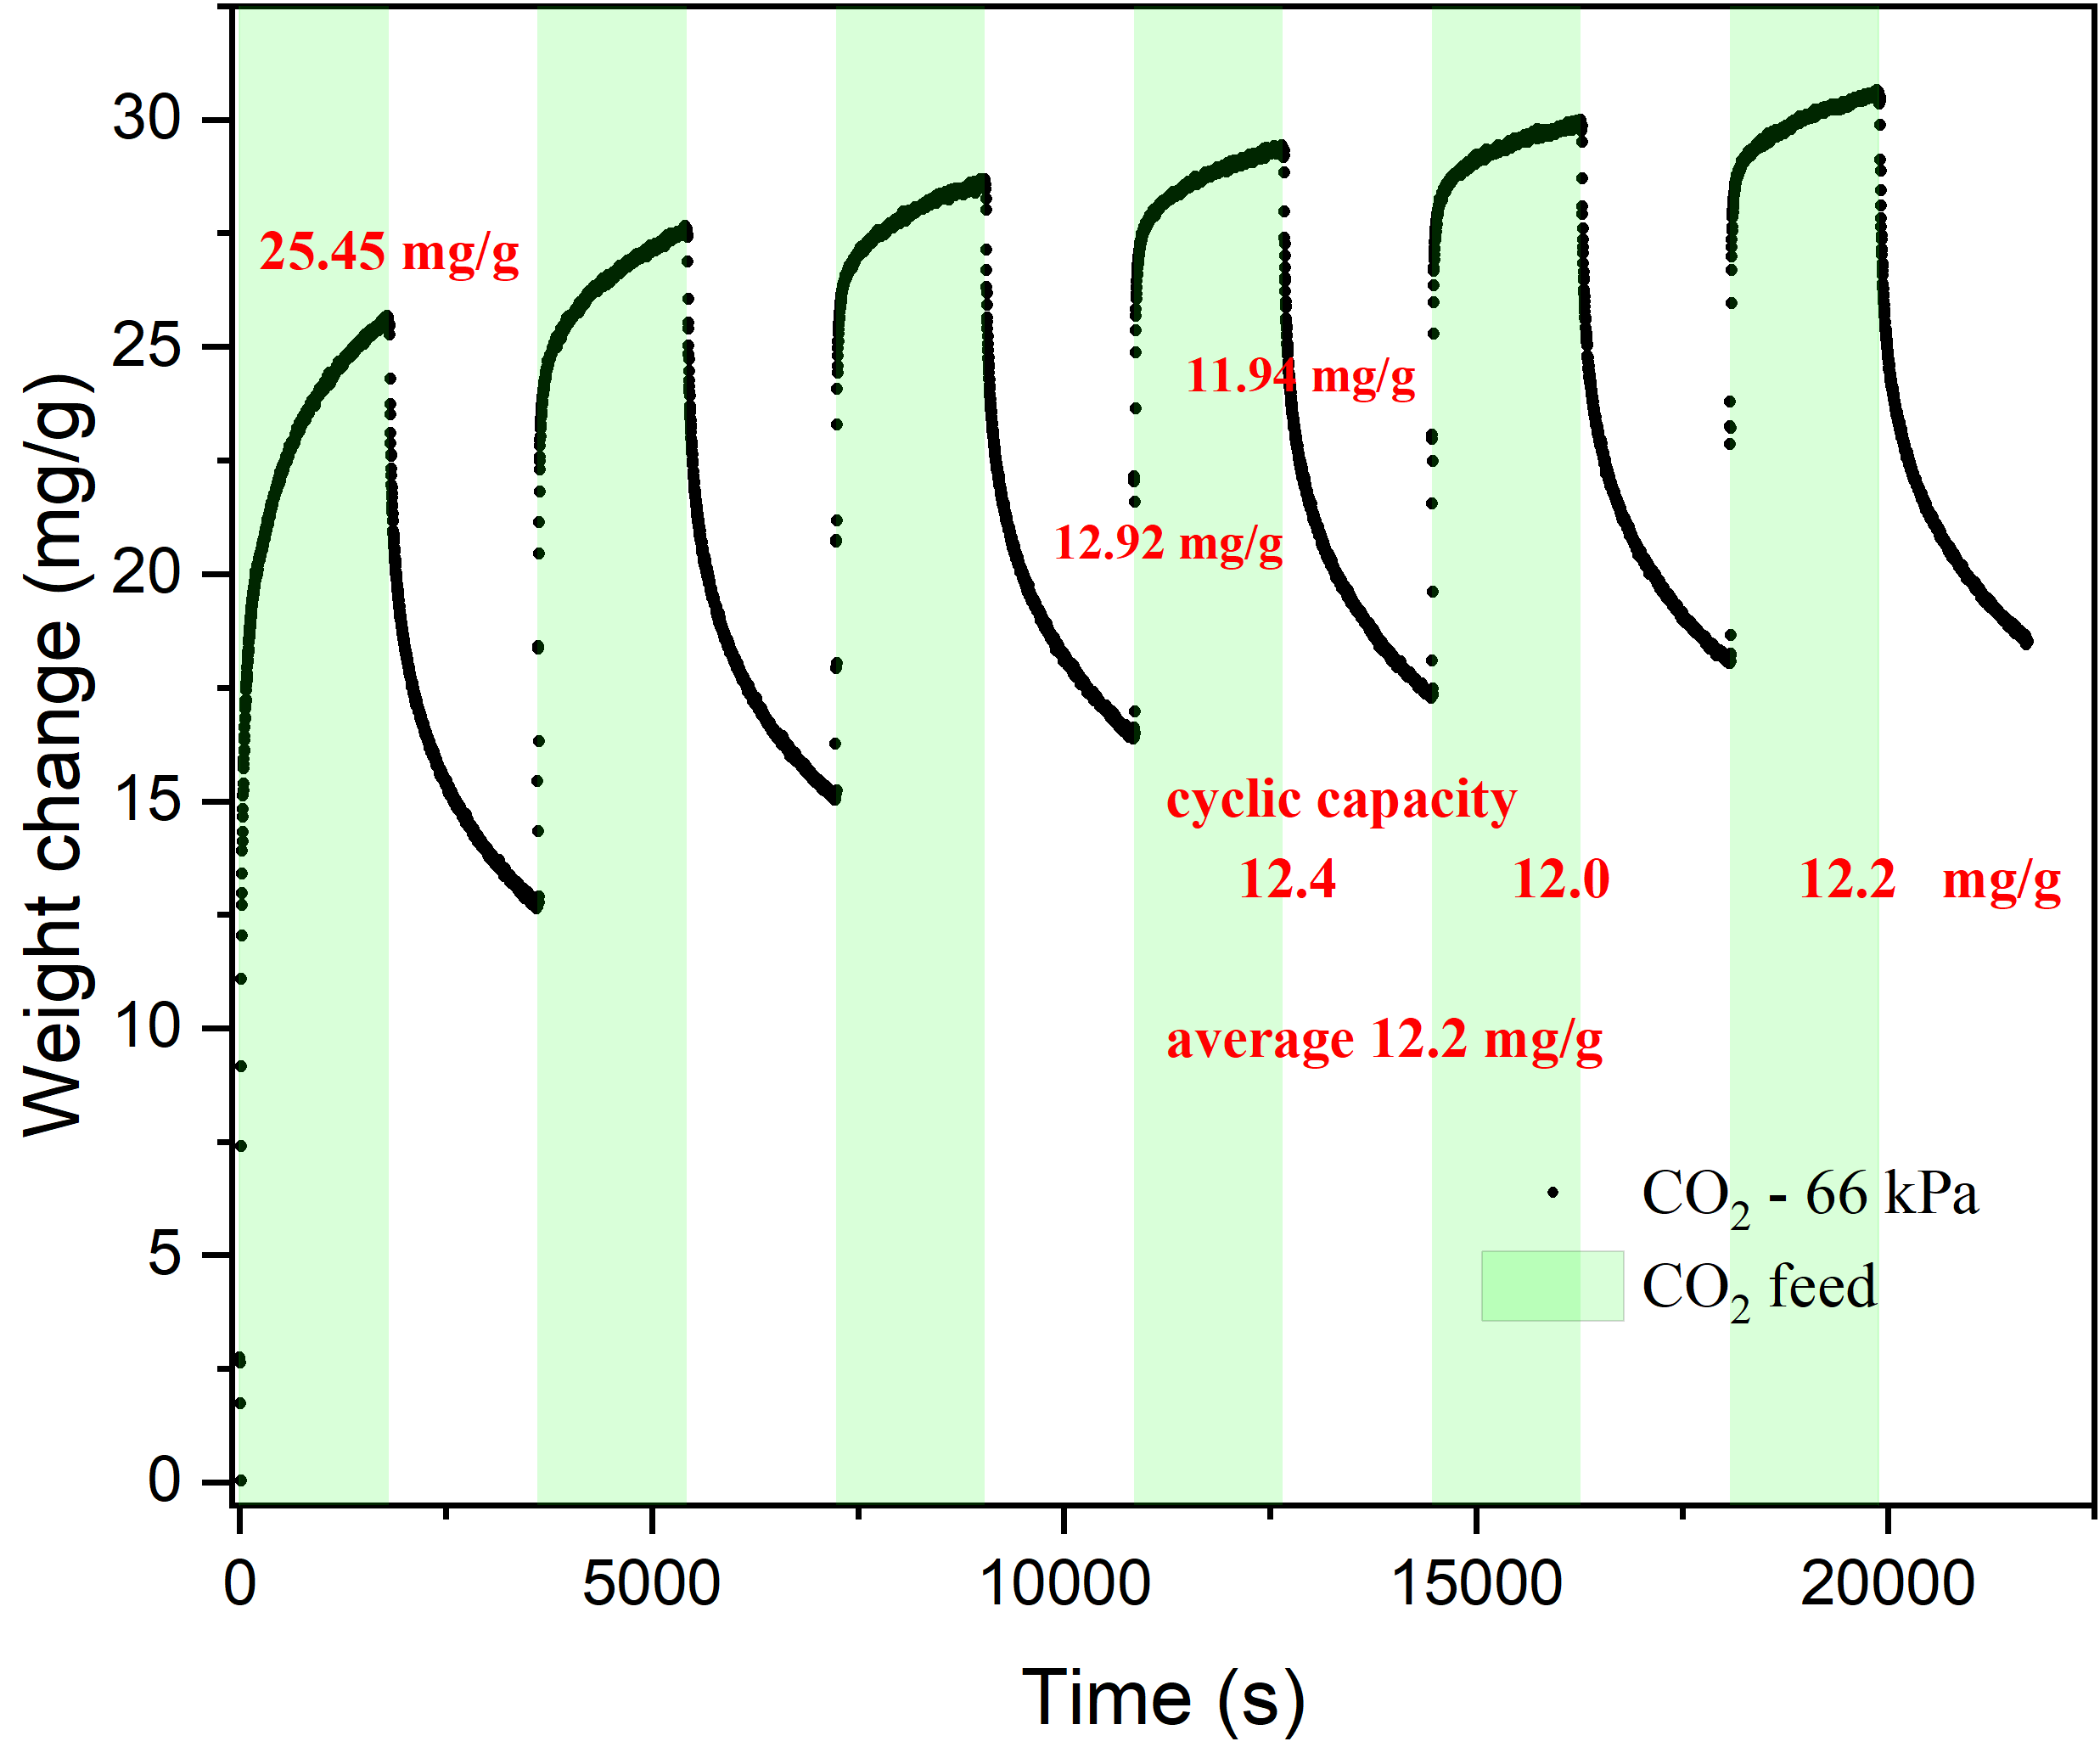 30
25
20
15
10
5
0
Weight change (mg/g)
25.45 mg/g
11.94 mg/g
12.92 mg/g
cyclic capacity
12.4 12.0 12.2 mg/g
average 12.2 mg/g
CO₂ - 66 kPa
CO₂ feed
0 5000 10000 15000 20000
Time (s)